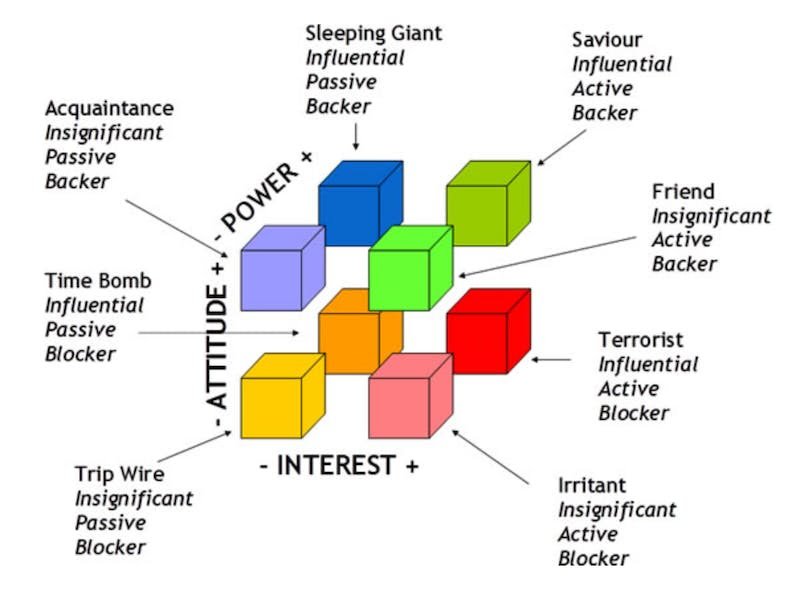 Sleeping Giant
Influential
Passive
Backer
Saviour
Influential
Active
Backer
Acquaintance
Insignificant
Passive
Backer
- POWER +
Friend
Insignificant
Active
Backer
Time Bomb
Influential
Passive
Blocker
- ATTITUDE +
Terrorist
Influential
Active
Blocker
- INTEREST +
Trip Wire
Insignificant
Passive
Blocker
Irritant
Insignificant
Active
Blocker